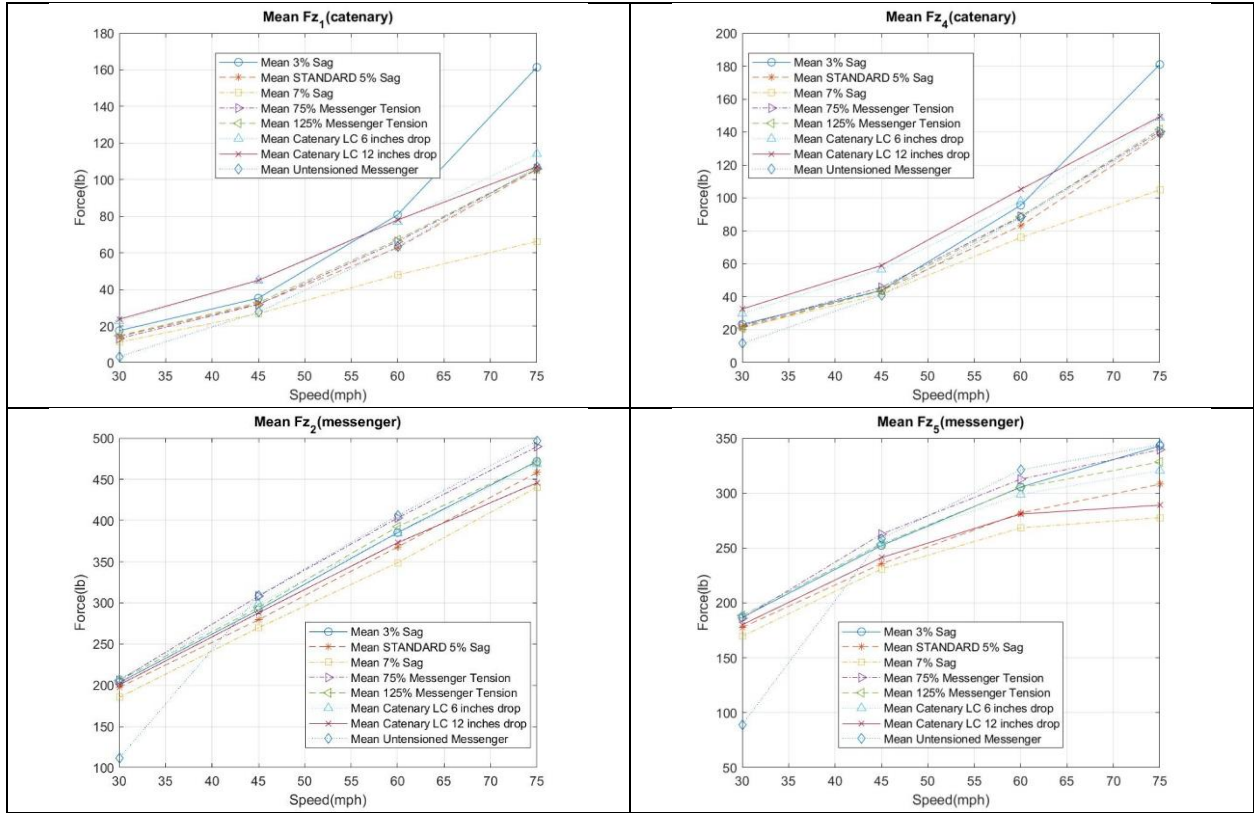 Mean Fz1(catenary)
180
160
140
120
100
80
60
40
20
0
Force(lb)
Mean 3% Sag
Mean STANDARD 5% Sag
Mean 7% Sag
Mean 75% Messenger Tension
Mean 125% Messenger Tension
Mean Catenary LC 6 inches drop
Mean Catenary LC 12 inches drop
Mean Untensioned Messenger
30 35 40 45 50 55 60 65 70 75
Speed(mph)
Mean Fz4(catenary)
200
180
160
140
120
100
80
60
40
20
0
Force(lb)
Mean 3% Sag
Mean STANDARD 5% Sag
Mean 7% Sag
Mean 75% Messenger Tension
Mean 125% Messenger Tension
Mean Catenary LC 6 inches drop
Mean Catenary LC 12 inches drop
Mean Untensioned Messenger
30 35 40 45 50 55 60 65 70 75
Speed(mph)
Mean Fz2(messenger)
500
450
400
350
300
250
200
150
100
Force(lb)
Mean 3% Sag
Mean STANDARD 5% Sag
Mean 7% Sag
Mean 75% Messenger Tension
Mean 125% Messenger Tension
Mean Catenary LC 6 inches drop
Mean Catenary LC 12 inches drop
Mean Untensioned Messenger
30 35 40 45 50 55 60 65 70 75
Speed(mph)
Mean Fz5(messenger)
350
300
250
200
150
100
50
Force(lb)
Mean 3% Sag
Mean STANDARD 5% Sag
Mean 7% Sag
Mean 75% Messenger Tension
Mean 125% Messenger Tension
Mean Catenary LC 6 inches drop
Mean Catenary LC 12 inches drop
Mean Untensioned Messenger
30 35 40 45 50 55 60 65 70 75
Speed(mph)